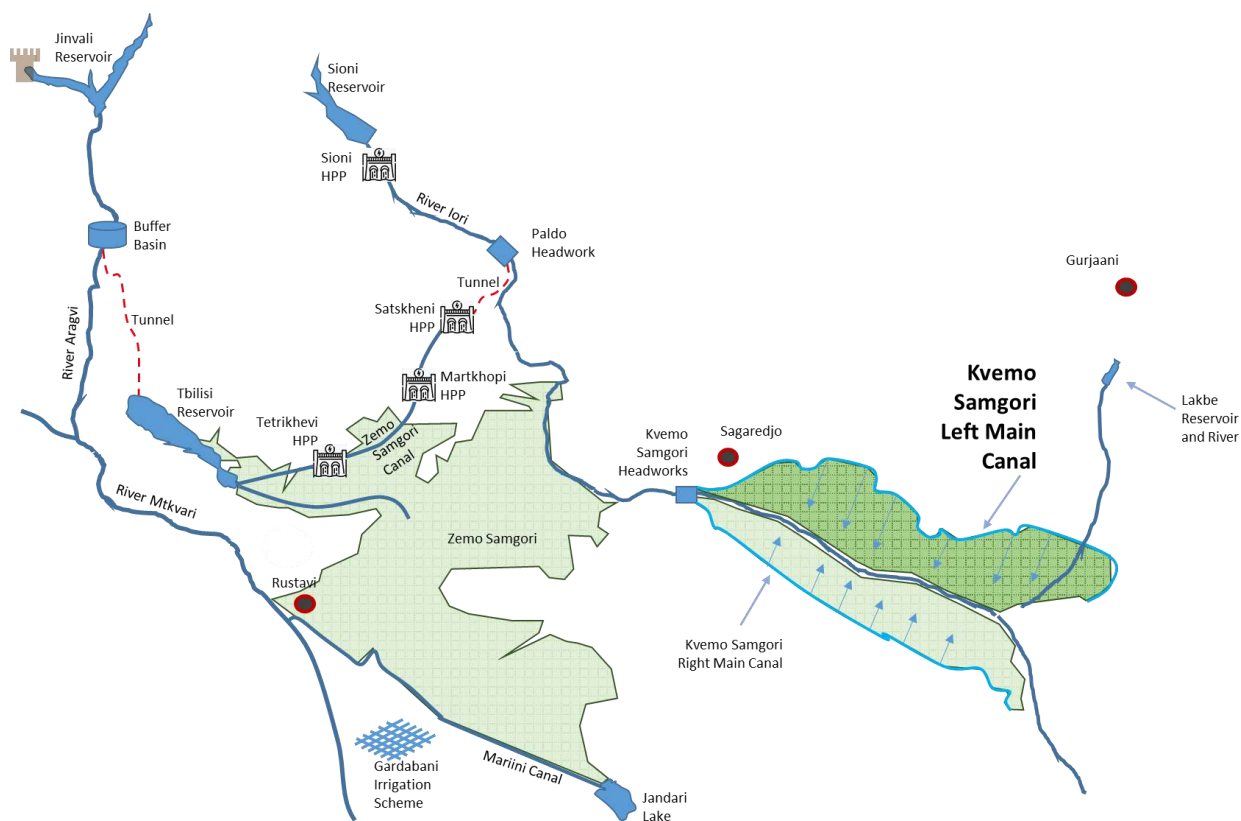 Jinvali
Reservoir
Sioni
Reservoir
Sioni
HPP
River Iori
Buffer
Basin
Paldo
Headwork
Gurjaani
Tunnel
Satskheni
HPP
Tunnel
River Aragvi
Martkhopi
HPP
Tbilisi
Reservoir
Kvemo
Samgori
Left Main
Canal
Lakbe
Reservoir
and River
Tetrikhevi
HPP
Zemo
Samgori
Canal
Kvemo
Samgori
Headworks
Sagaredjo
River Mtkvari
Zemo Samgori
Rustavi
Kvemo Samgori
Right Main Canal
Gardabani
Irrigation
Scheme
Mariini Canal
Jandari
Lake